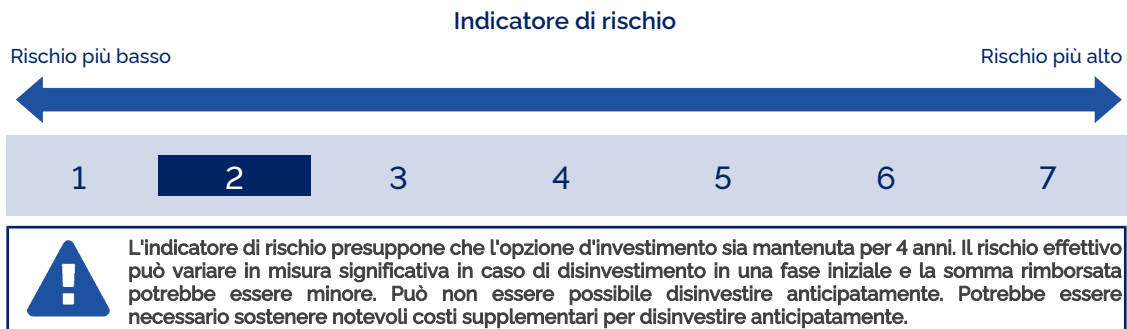 Indicatore di rischio
Rischio più basso Rischio più alto
1 2 3 4 5 6 7
L'indicatore di rischio presuppone che l'opzione d'investimento sia mantenuta per 4 anni. Il rischio effettivo
può variare in misura significativa in caso di disinvestimento in una fase iniziale e la somma rimborsata
potrebbe essere minore. Può non essere possibile disinvestire anticipatamente. Potrebbe essere
necessario sostenere notevoli costi supplementari per disinvestire anticipatamente.